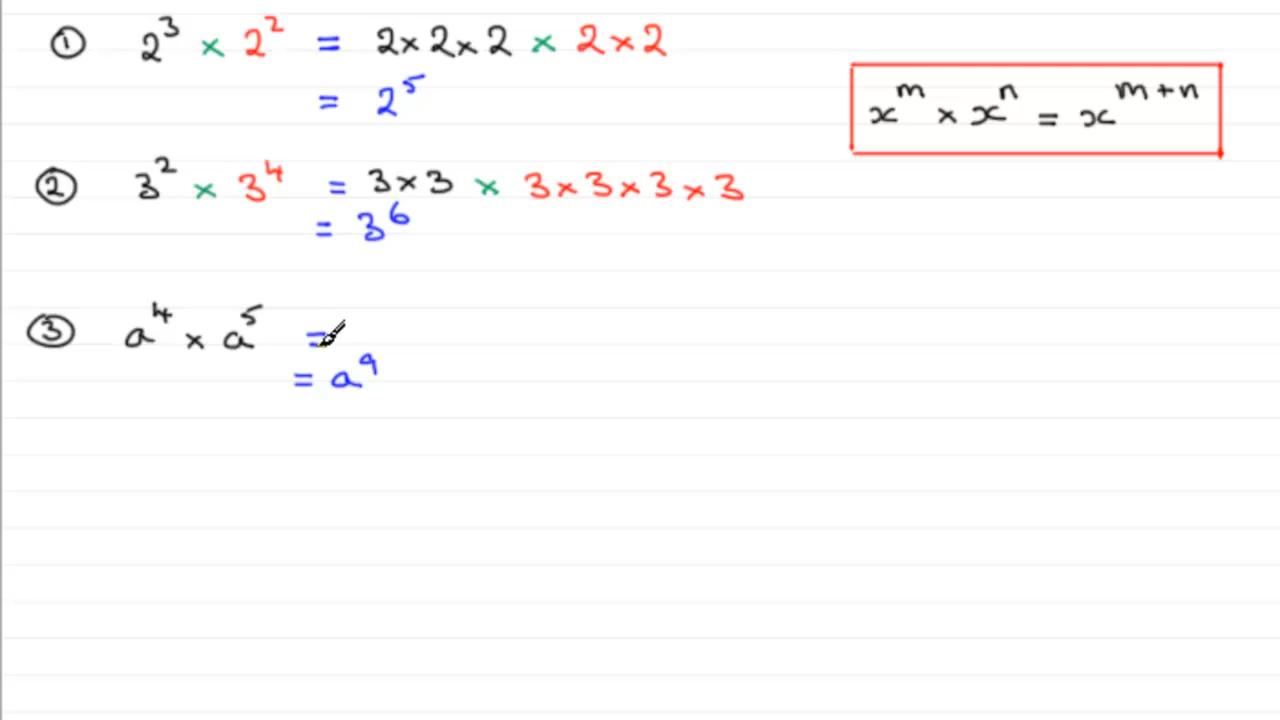 ① 2³ × 2² = 2×2×2 × 2×2
= 2⁵
xᵐ × xⁿ = xᵐ⁺ⁿ
② 3² × 3⁴ = 3×3 × 3×3×3×3
= 3⁶
③ a⁴ × a⁵ =
= a⁹